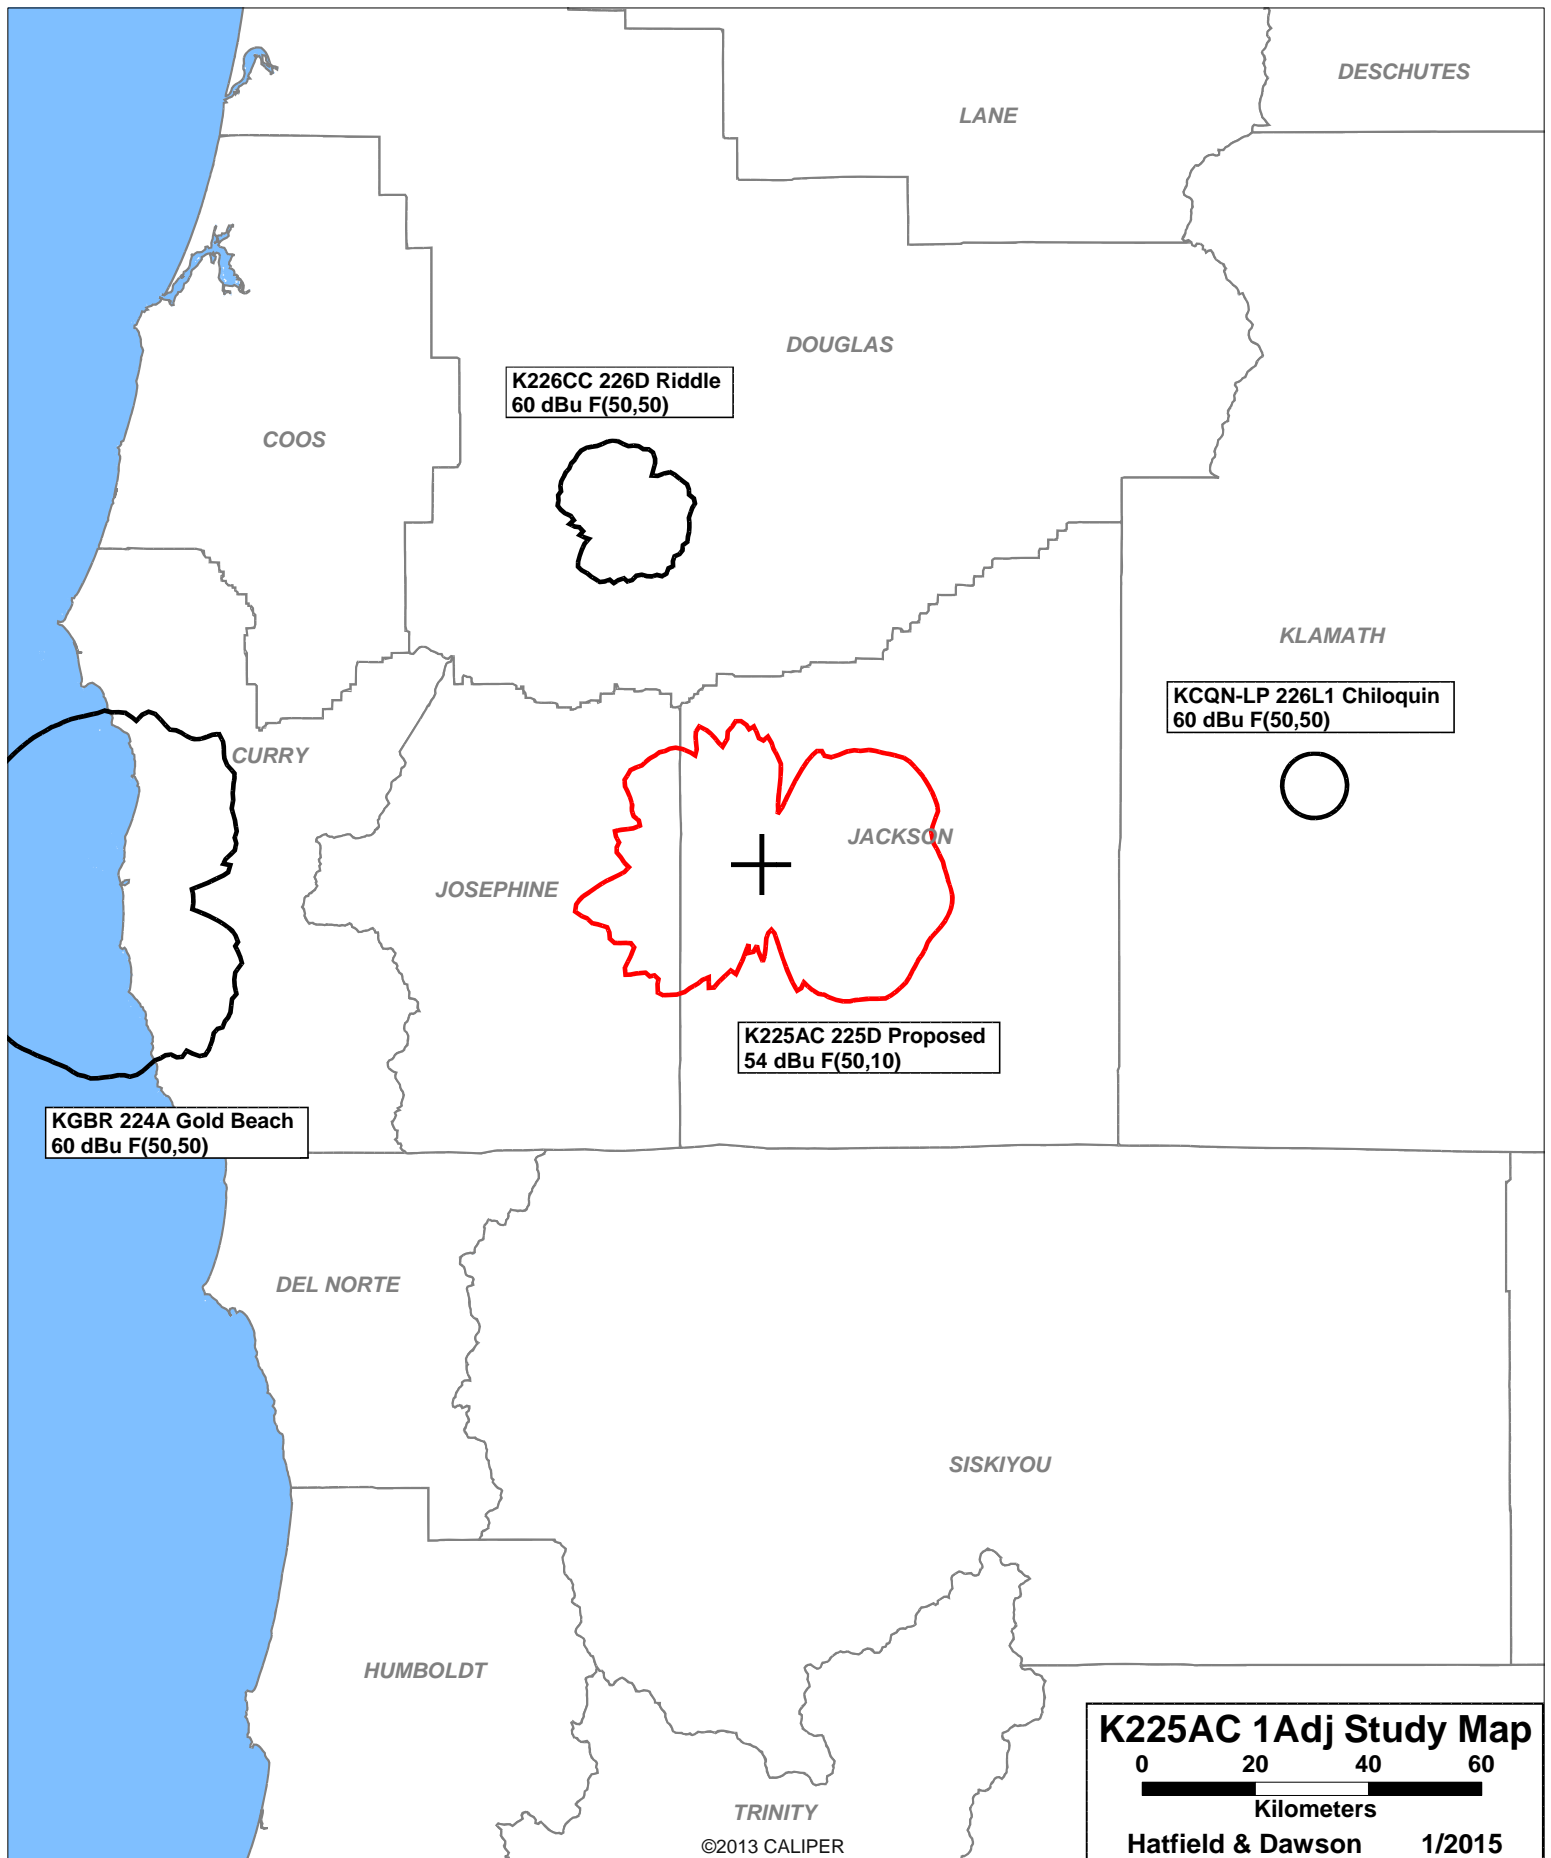 DESCHUTES
LANE
DOUGLAS
K226CC 226D Riddle
60 dBu F(50,50)
COOS
KLAMATH
KCQN-LP 226L1 Chiloquin
60 dBu F(50,50)
CURRY
JACKSON
JOSEPHINE
K225AC 225D Proposed
54 dBu F(50,10)
KGBR 224A Gold Beach
60 dBu F(50,50)
DEL NORTE
SISKIYOU
HUMBOLDT
TRINITY
©2013 CALIPER
K225AC 1Adj Study Map
0 20 40 60
Kilometers
Hatfield & Dawson 1/2015